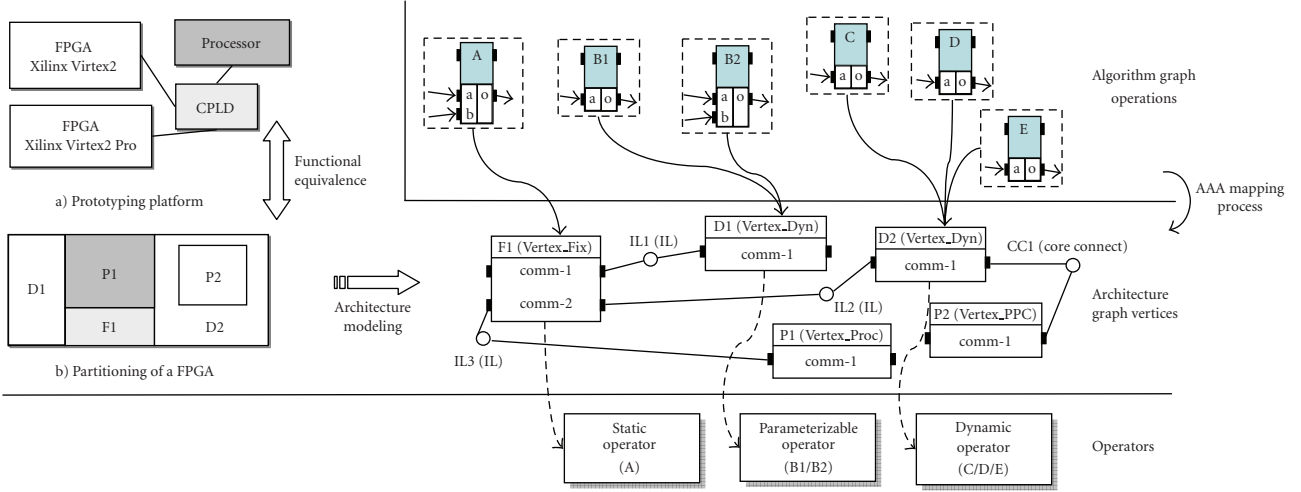 FPGA
Xilinx Virtex2
Processor
CPLD
FPGA
Xilinx Virtex2 Pro
Functional
equivalence
a) Prototyping platform
D1
P1
F1
P2
D2
b) Partitioning of a FPGA
Architecture
modeling
A
a o
b
B1
a o
B2
a o
b
C
a o
D
a o
E
a o
Algorithm graph
operations
AAA mapping
process
F1 (Vertex_Fix)
comm-1
comm-2
IL1 (IL)
D1 (Vertex_Dyn)
comm-1
D2 (Vertex_Dyn)
comm-1
CC1 (core connect)
IL2 (IL)
P2 (Vertex_PPC)
comm-1
IL3 (IL)
P1 (Vertex_Proc)
comm-1
Architecture
graph vertices
Static
operator
(A)
Parameterizable
operator
(B1/B2)
Dynamic
operator
(C/D/E)
Operators